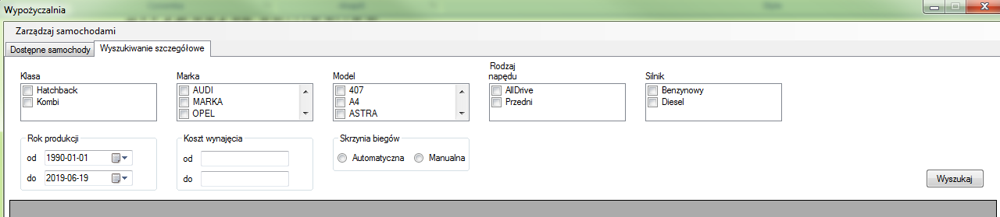 Wypożyczalnia
Zarządzaj samochodami
Dostępne samochody Wyszukiwanie szczegółowe
Klasa
Hatchback
Kombi
Marka
AUDI
MARKA
OPEL
Model
407
A4
ASTRA
Rodzaj
napędu
AllDrive
Przedni
Silnik
Benzynowy
Diesel
Rok produkcji
od 1990-01-01
do 2019-06-19
Koszt wynajęcia
od
do
Skrzynia biegów
Automatyczna Manualna
Wyszukaj